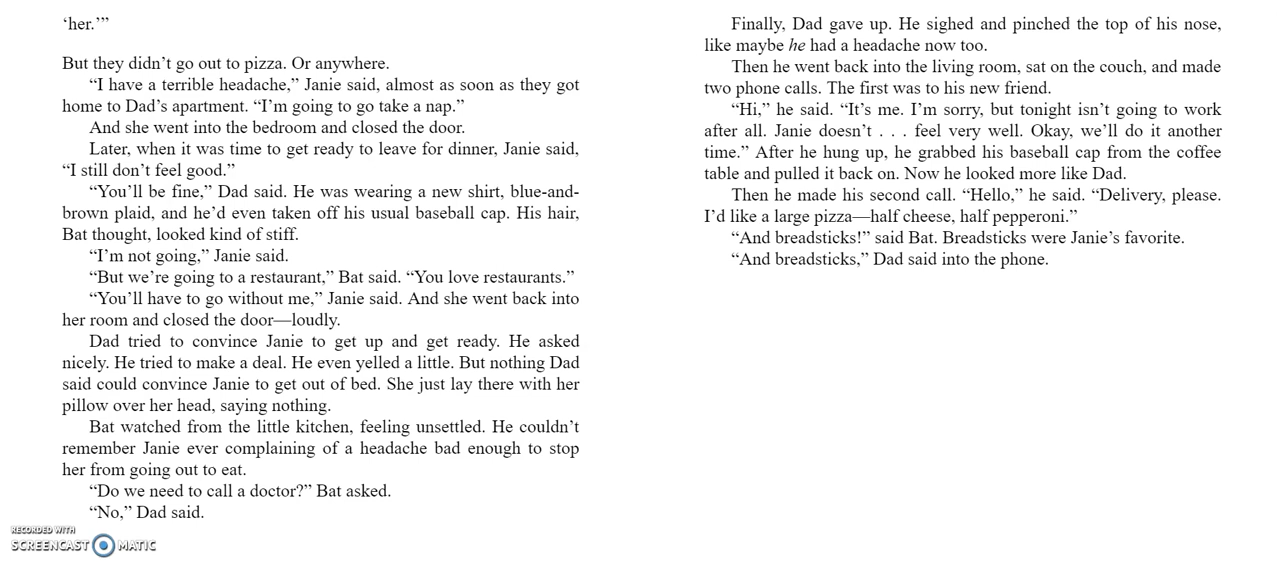 ‘her.’”
But they didn’t go out to pizza. Or anywhere.
“I have a terrible headache,” Janie said, almost as soon as they got
home to Dad’s apartment. “I’m going to go take a nap.”
And she went into the bedroom and closed the door.
Later, when it was time to get ready to leave for dinner, Janie said,
“I still don’t feel good.”
“You’ll be fine,” Dad said. He was wearing a new shirt, blue-and-
brown plaid, and he’d even taken off his usual baseball cap. His hair,
Bat thought, looked kind of stiff.
“I’m not going,” Janie said.
“But we’re going to a restaurant,” Bat said. “You love restaurants.”
“You’ll have to go without me,” Janie said. And she went back into
her room and closed the door—loudly.
Dad tried to convince Janie to get up and get ready. He asked
nicely. He tried to make a deal. He even yelled a little. But nothing Dad
said could convince Janie to get out of bed. She just lay there with her
pillow over her head, saying nothing.
Bat watched from the little kitchen, feeling unsettled. He couldn’t
remember Janie ever complaining of a headache bad enough to stop
her from going out to eat.
“Do we need to call a doctor?” Bat asked.
“No,” Dad said.
Finally, Dad gave up. He sighed and pinched the top of his nose,
like maybe he had a headache now too.
Then he went back into the living room, sat on the couch, and made
two phone calls. The first was to his new friend.
“Hi,” he said. “It’s me. I’m sorry, but tonight isn’t going to work
after all. Janie doesn’t . . . feel very well. Okay, we’ll do it another
time.” After he hung up, he grabbed his baseball cap from the coffee
table and pulled it back on. Now he looked more like Dad.
Then he made his second call. “Hello,” he said. “Delivery, please.
I’d like a large pizza—half cheese, half pepperoni.”
“And breadsticks!” said Bat. Breadsticks were Janie’s favorite.
“And breadsticks,” Dad said into the phone.
RECORDED WITH
SCREENCAST MATIC